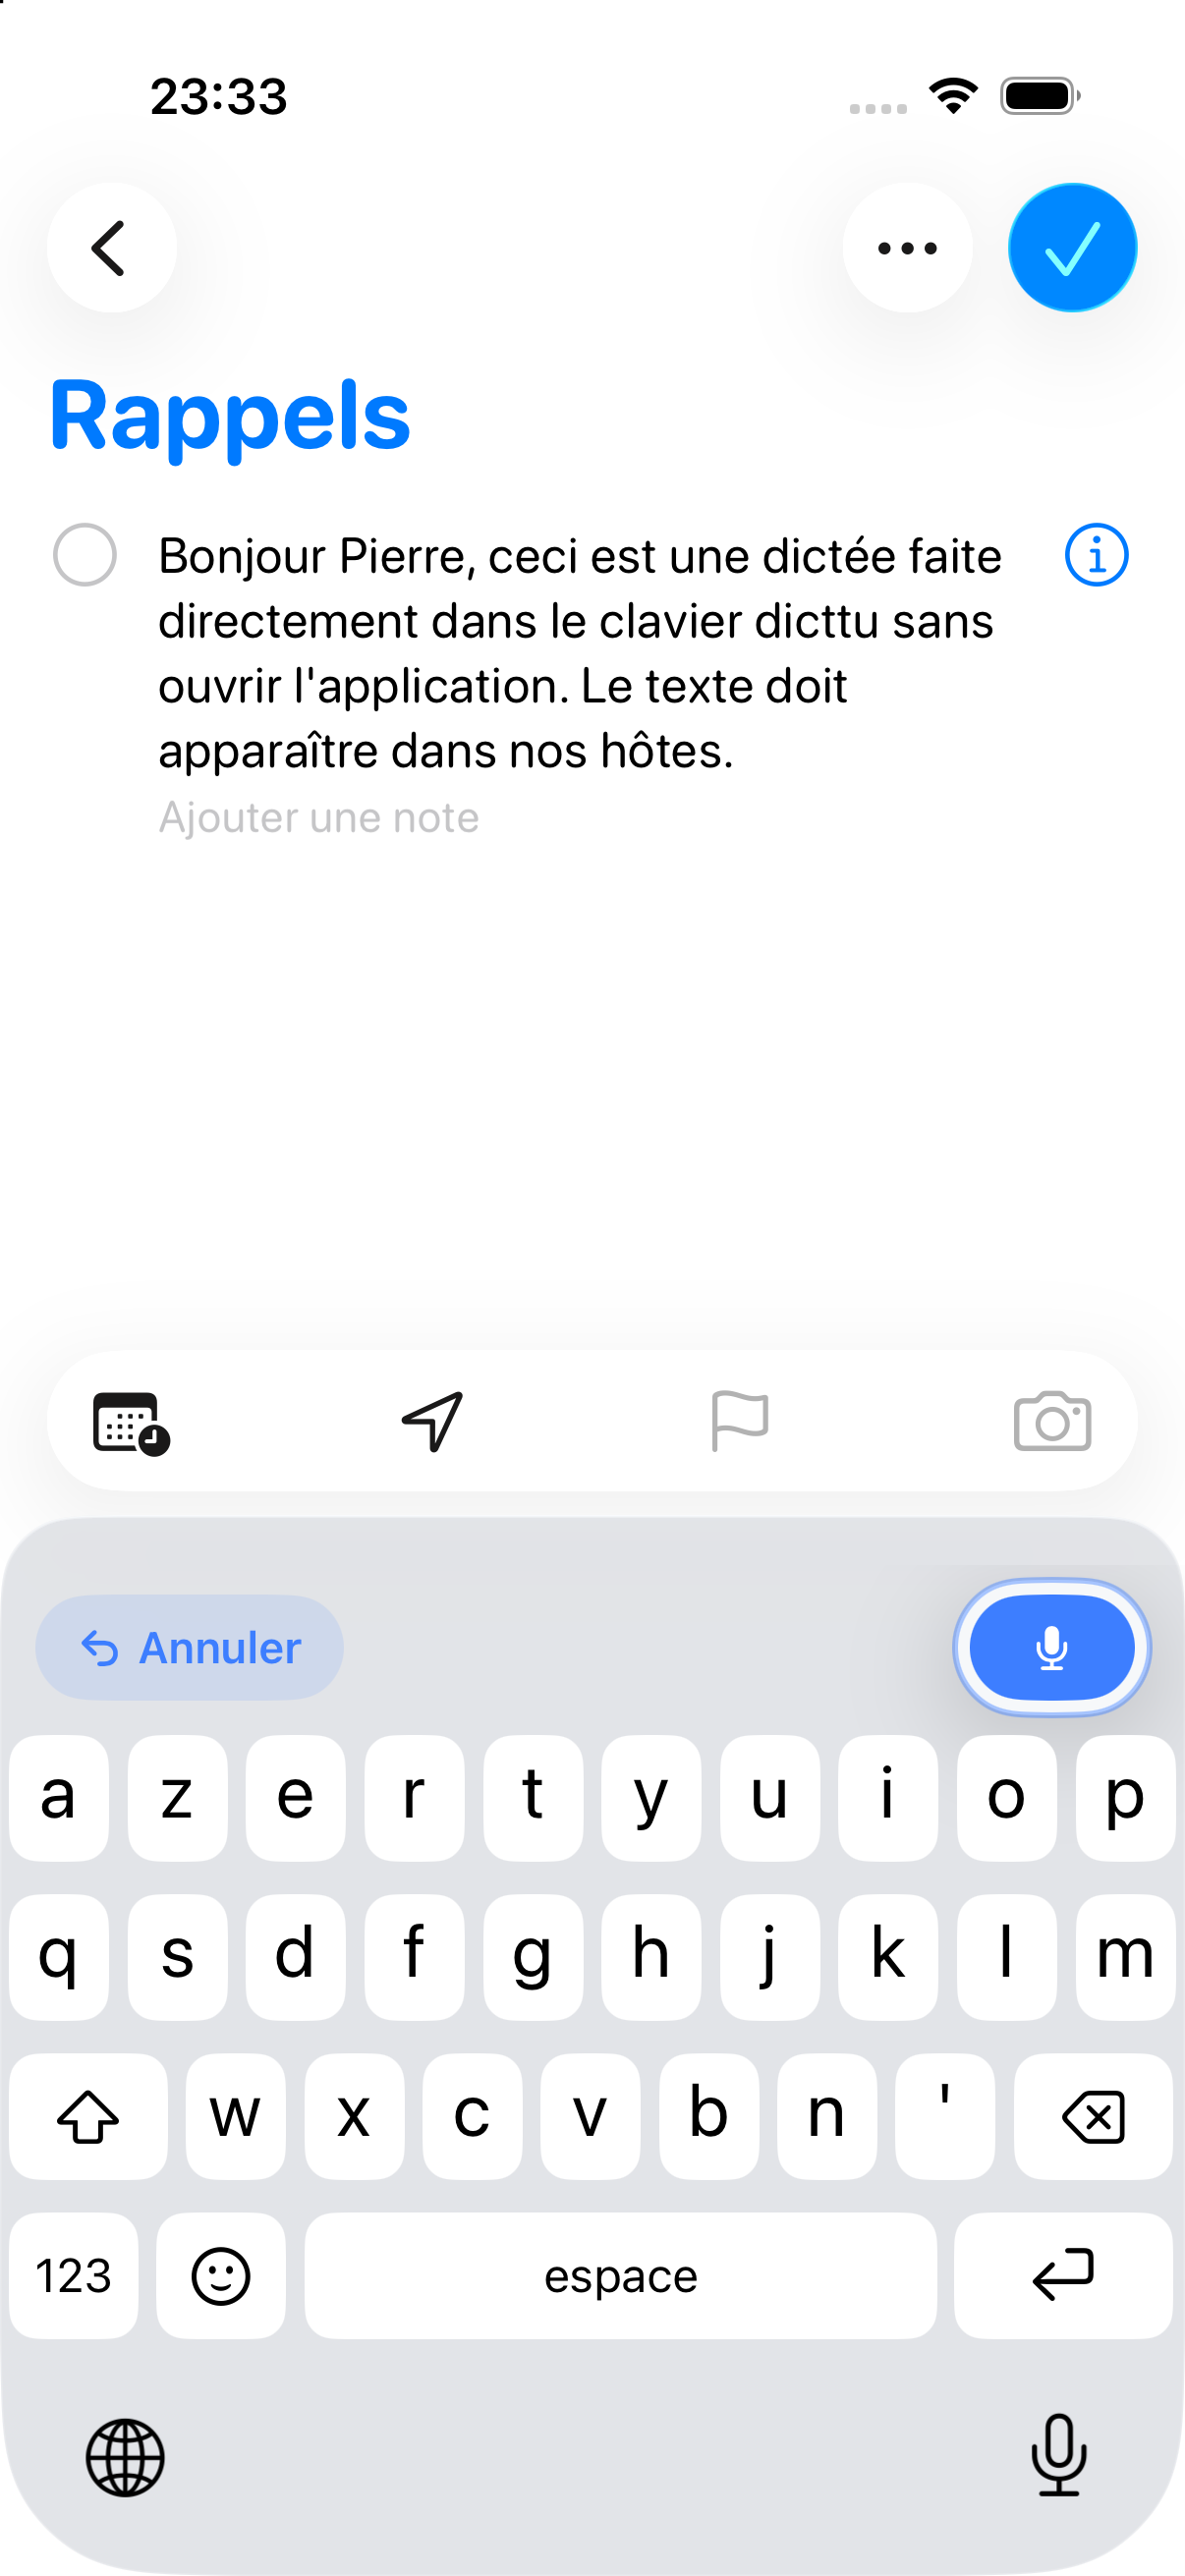 23:33
Rappels
Bonjour Pierre, ceci est une dictée faite
directement dans le clavier dicttu sans
ouvrir l'application. Le texte doit
apparaître dans nos hôtes.
Ajouter une note
Annuler
a z e r t y u i o p
q s d f g h j k l m
w x c v b n '
123 espace